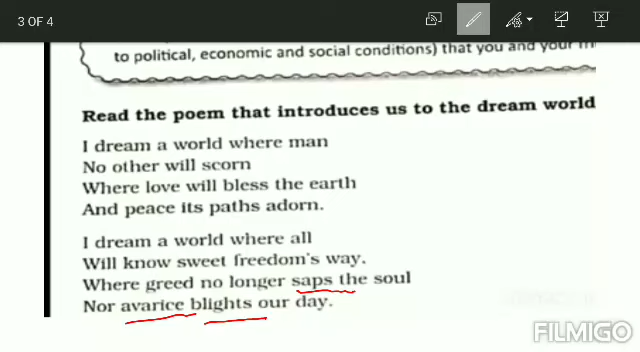 3 OF 4
to political, economic and social conditions) that you and your
Read the poem that introduces us to the dream world
I dream a world where man
No other will scorn
Where love will bless the earth
And peace its paths adorn.
I dream a world where all
Will know sweet freedom's way.
Where greed no longer saps the soul
Nor avarice blights our day.
FILMIGO